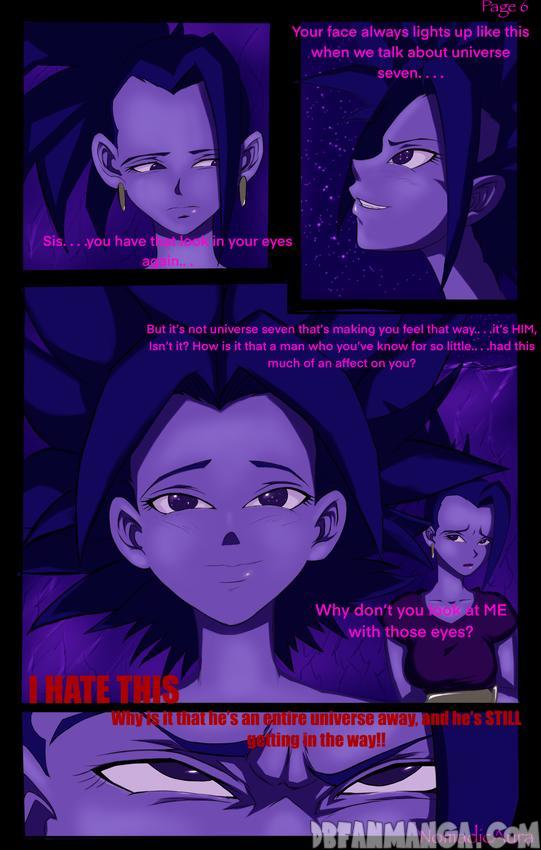 Page 6
Your face always lights up like this
when we talk about universe
seven. . . .
Sis. . . .you have that look in your eyes
again.. .
But it's not universe seven that's making you feel that way.. . .it's HIM,
Isn't it? How is it that a man who you've know for so little.. . .had this
much of an affect on you?
Why don't you look at ME
with those eyes?
I HATE THIS
Why is it that he's an entire universe away, and he's STILL
getting in the way!!
DBFANMANGA.COM
Nomadic Aura